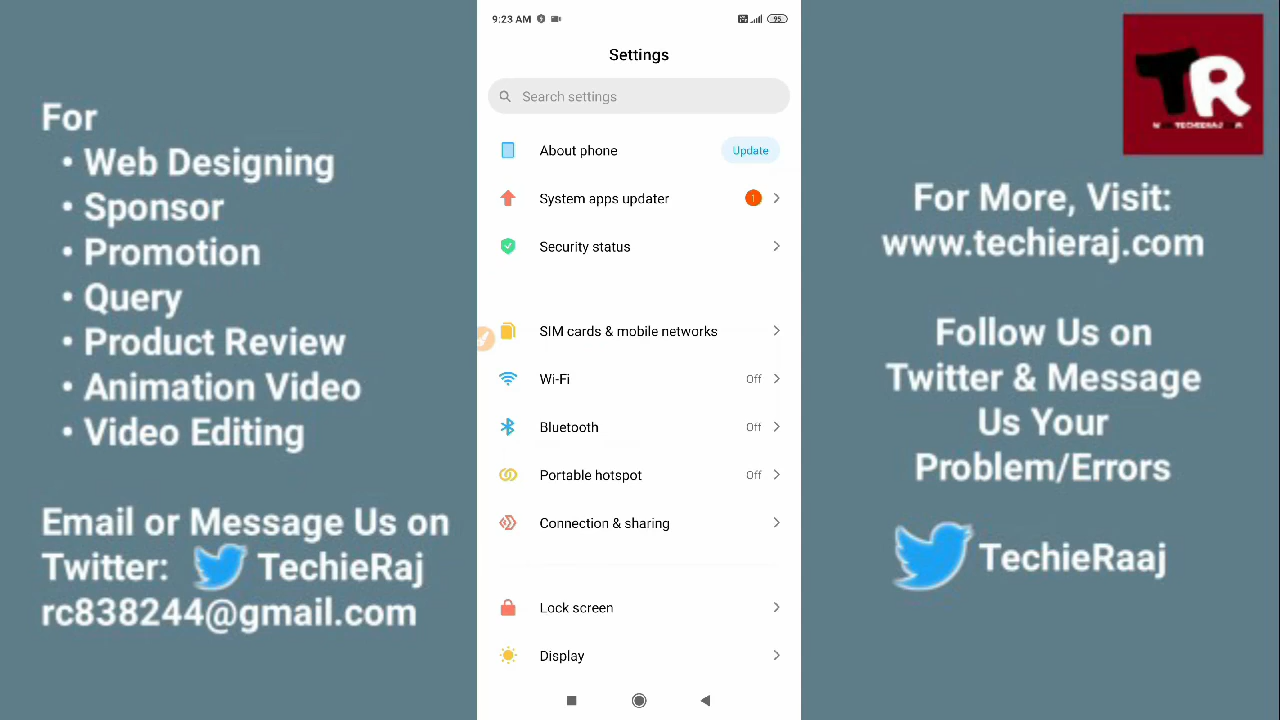 For
• Web Designing
• Sponsor
• Promotion
• Query
• Product Review
• Animation Video
• Video Editing
Email or Message Us on
Twitter: TechieRaj
rc838244@gmail.com
9:23 AM
95
Settings
Search settings
About phone
Update
System apps updater
1
Security status
SIM cards & mobile networks
Wi-Fi
Off
Bluetooth
Off
Portable hotspot
Off
Connection & sharing
Lock screen
Display
TR
For More, Visit:
www.techieraj.com
Follow Us on
Twitter & Message
Us Your
Problem/Errors
TechieRaaj